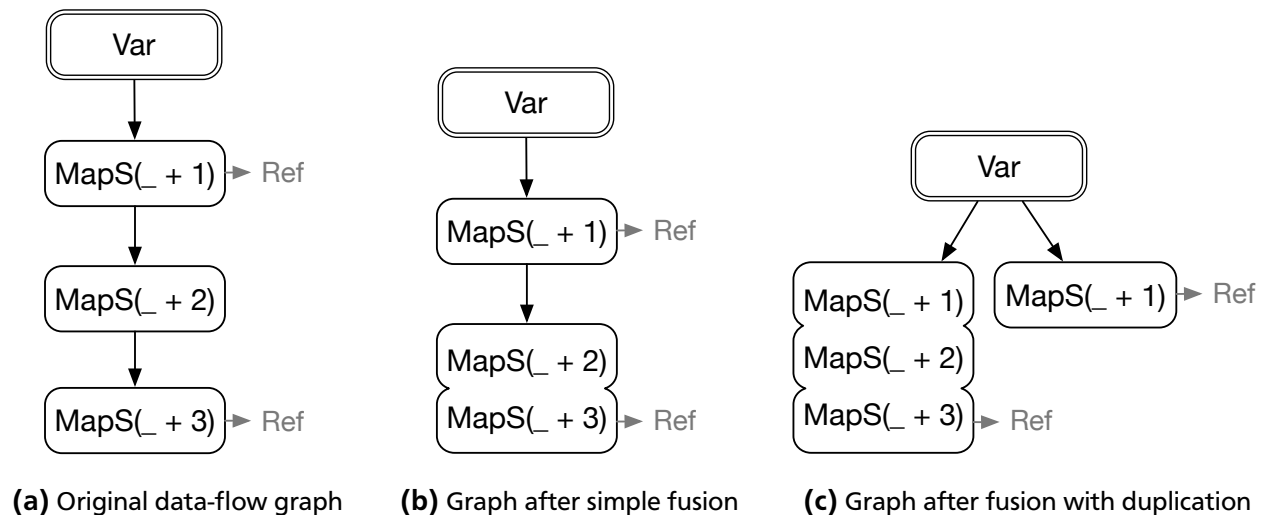 Var
MapS(_ + 1)
Ref
MapS(_ + 2)
MapS(_ + 3)
Ref
(a) Original data-flow graph
Var
MapS(_ + 1)
Ref
MapS(_ + 2)
MapS(_ + 3)
Ref
(b) Graph after simple fusion
Var
MapS(_ + 1)
MapS(_ + 2)
MapS(_ + 3)
Ref
MapS(_ + 1)
Ref
(c) Graph after fusion with duplication